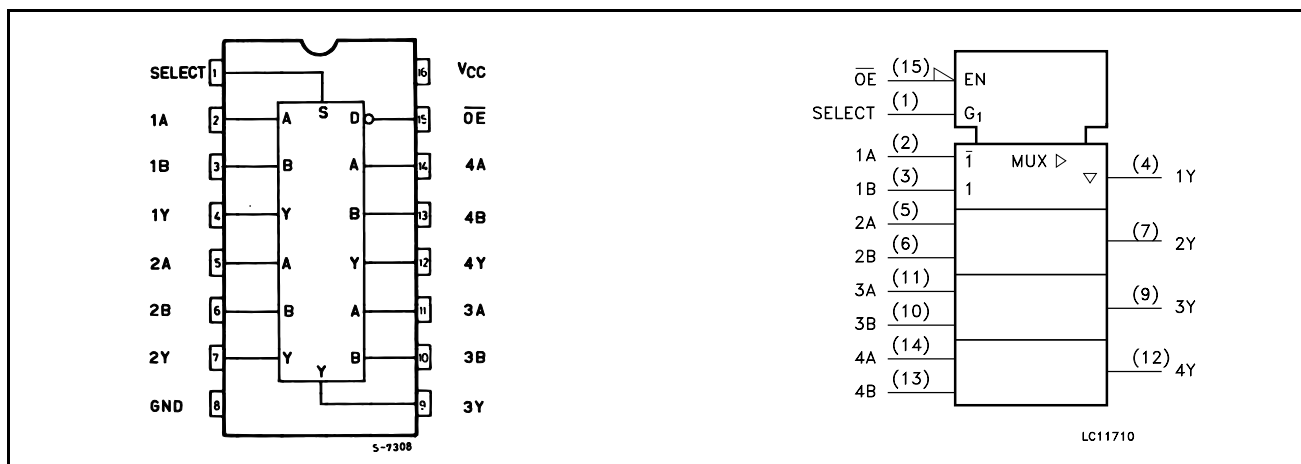 SELECT 1 16 VCC
S
1A 2 A D 15 OE
1B 3 B A 14 4A
1Y 4 Y B 13 4B
2A 5 A Y 12 4Y
2B 6 B A 11 3A
2Y 7 Y B 10 3B
Y
GND 8 9 3Y
S-7308
OE (15) EN
SELECT (1) G1
1A (2) 1 MUX
(4) 1Y
1B (3) 1
2A (5)
(7) 2Y
2B (6)
3A (11)
(9) 3Y
3B (10)
4A (14)
(12) 4Y
4B (13)
LC11710